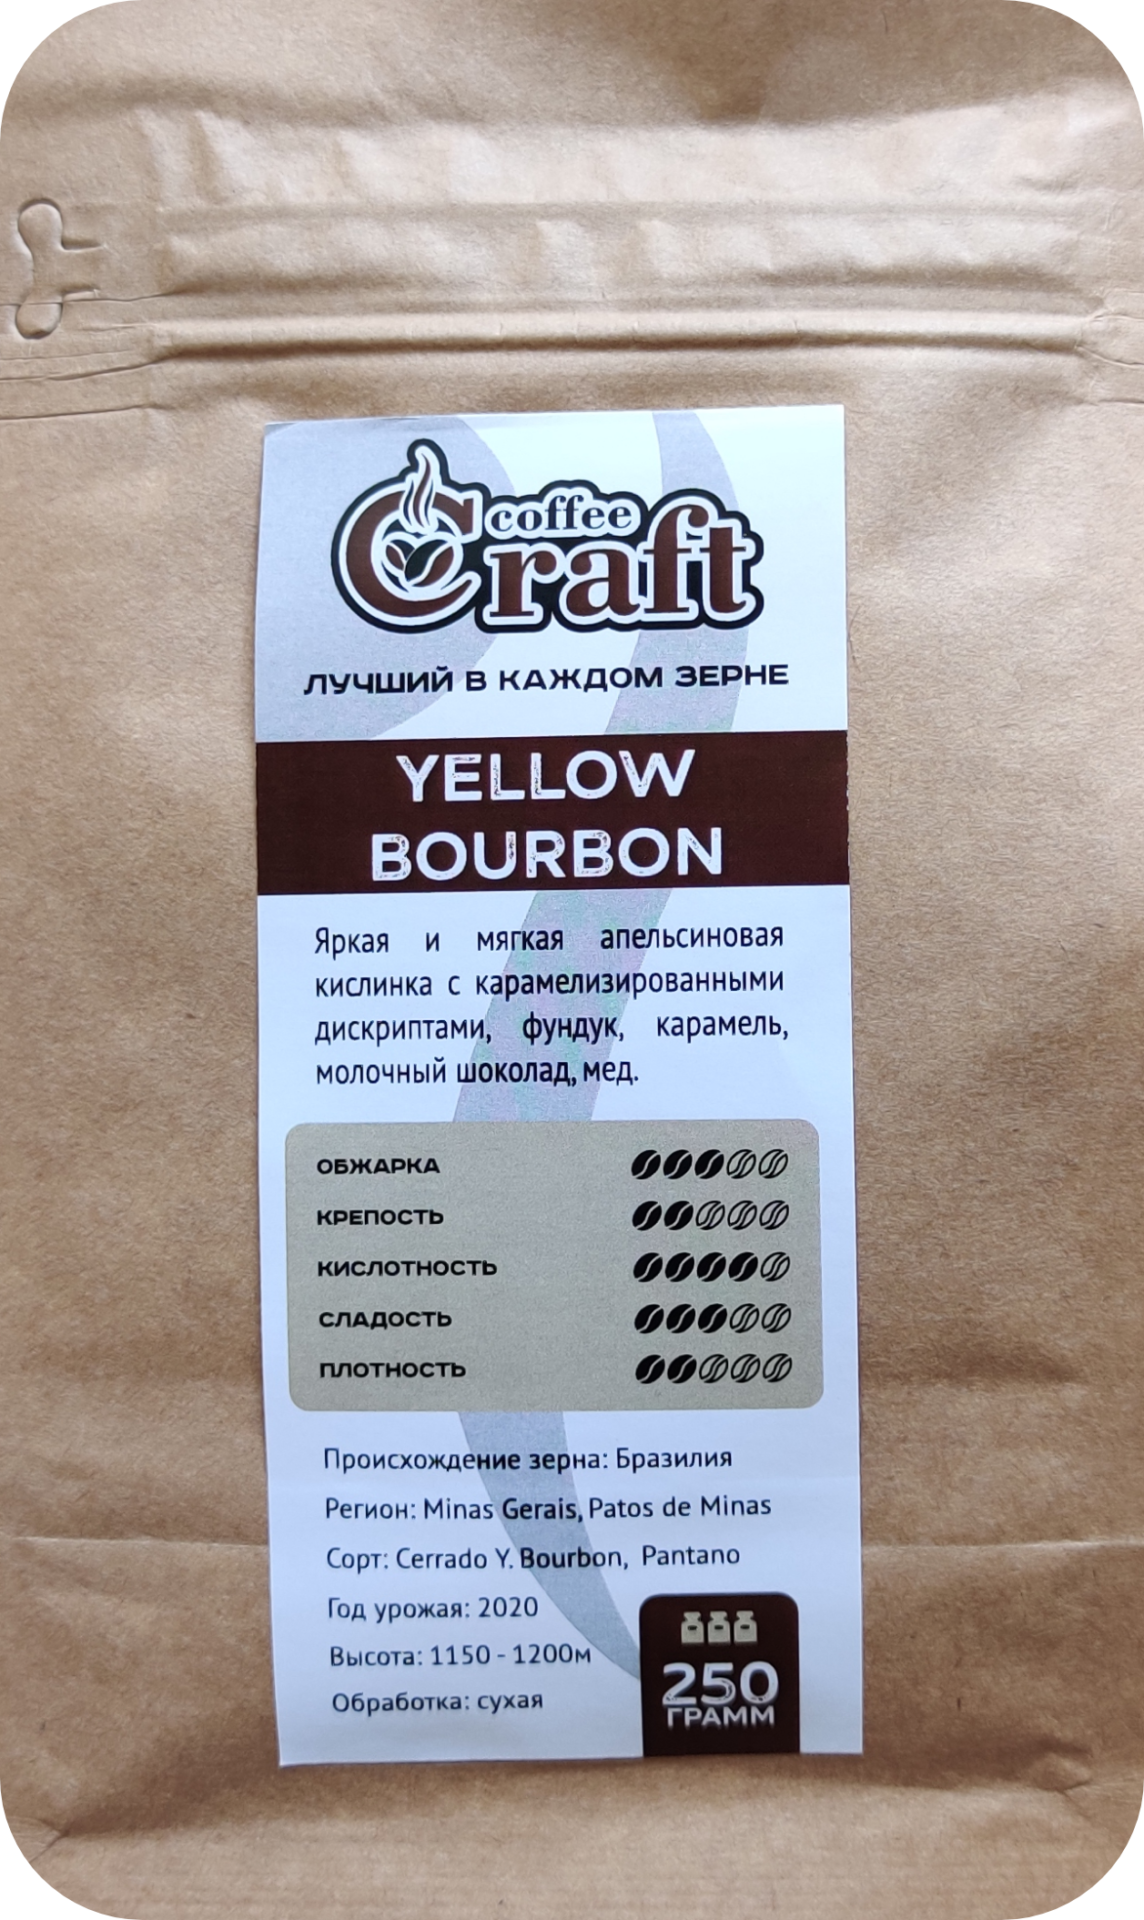 coffee
Craft
ЛУЧШИЙ В КАЖДОМ ЗЕРНЕ
YELLOW
BOURBON
Яркая и мягкая апельсиновая
кислинка с карамелизированными
дискриптами, фундук, карамель,
молочный шоколад, мед.
ОБЖАРКА
КРЕПОСТЬ
КИСЛОТНОСТЬ
СЛАДОСТЬ
ПЛОТНОСТЬ
Происхождение зерна: Бразилия
Регион: Minas Gerais, Patos de Minas
Сорт: Cerrado Y. Bourbon, Pantano
Год урожая: 2020
Высота: 1150 - 1200м
Обработка: сухая
250
ГРАММ